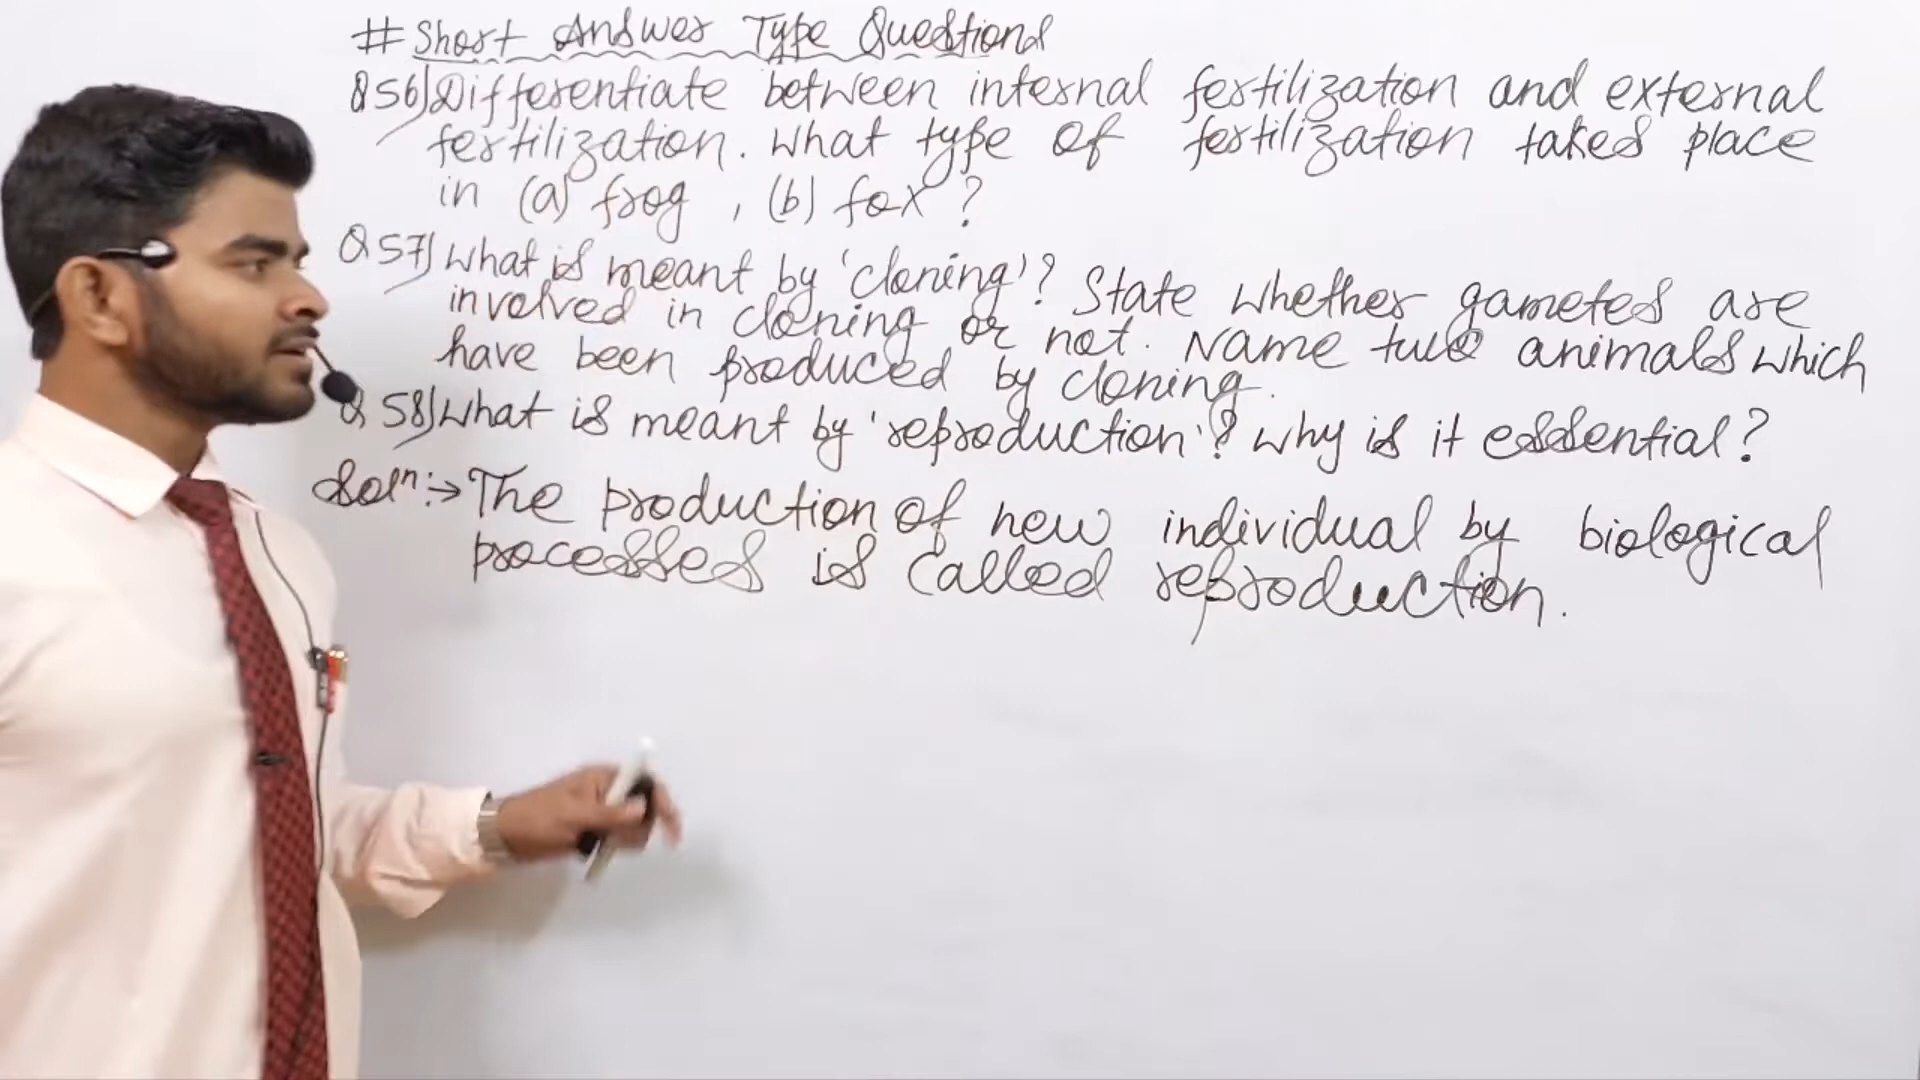 # Short Answer Type Questions
Q56) Differentiate between internal fertilization and external
fertilization. What type of fertilization takes place
in (a) frog , (b) fox ?
Q57) What is meant by 'cloning'? State whether gametes are
involved in cloning or not. Name two animals which
have been produced by cloning.
Q58) What is meant by 'reproduction'? Why is it essential?
Solⁿ:→ The production of new individual by biological
processes is called reproduction.